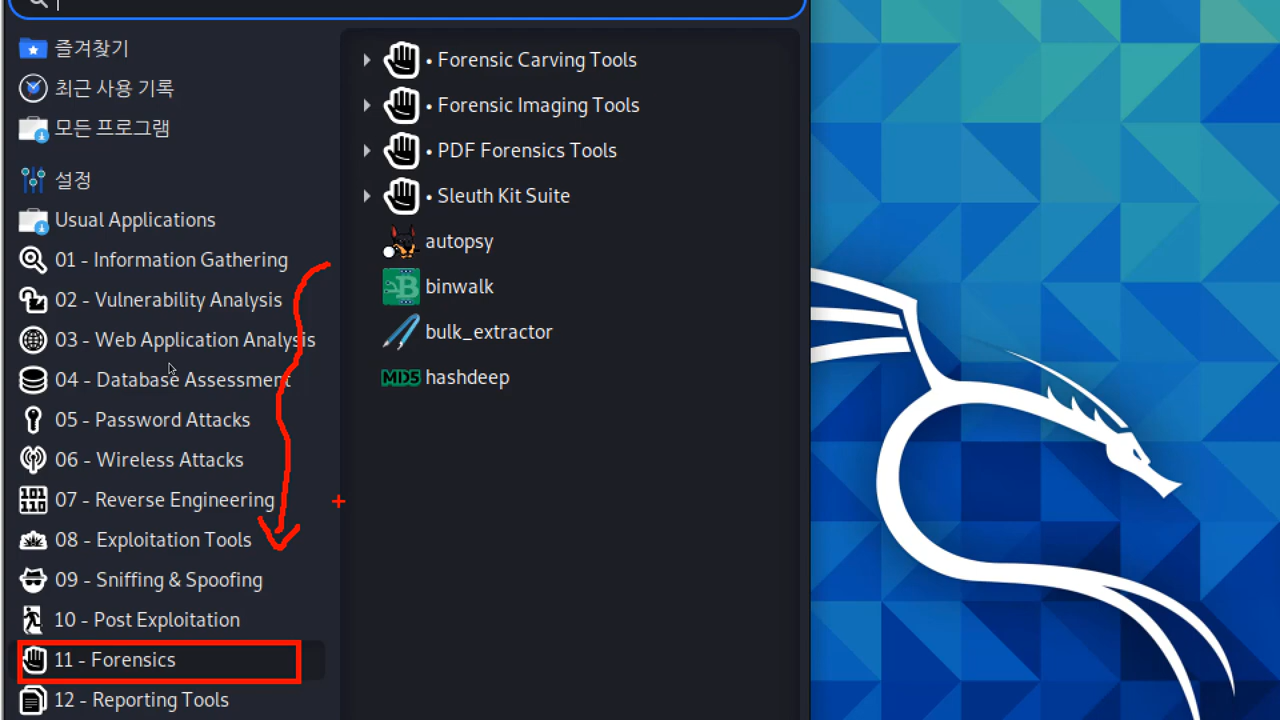 즐겨찾기
최근 사용 기록
모든 프로그램
설정
Usual Applications
01 - Information Gathering
02 - Vulnerability Analysis
03 - Web Application Analysis
04 - Database Assessment
05 - Password Attacks
06 - Wireless Attacks
07 - Reverse Engineering
08 - Exploitation Tools
09 - Sniffing & Spoofing
10 - Post Exploitation
11 - Forensics
12 - Reporting Tools
• Forensic Carving Tools
• Forensic Imaging Tools
• PDF Forensics Tools
• Sleuth Kit Suite
autopsy
binwalk
bulk_extractor
MD5 hashdeep